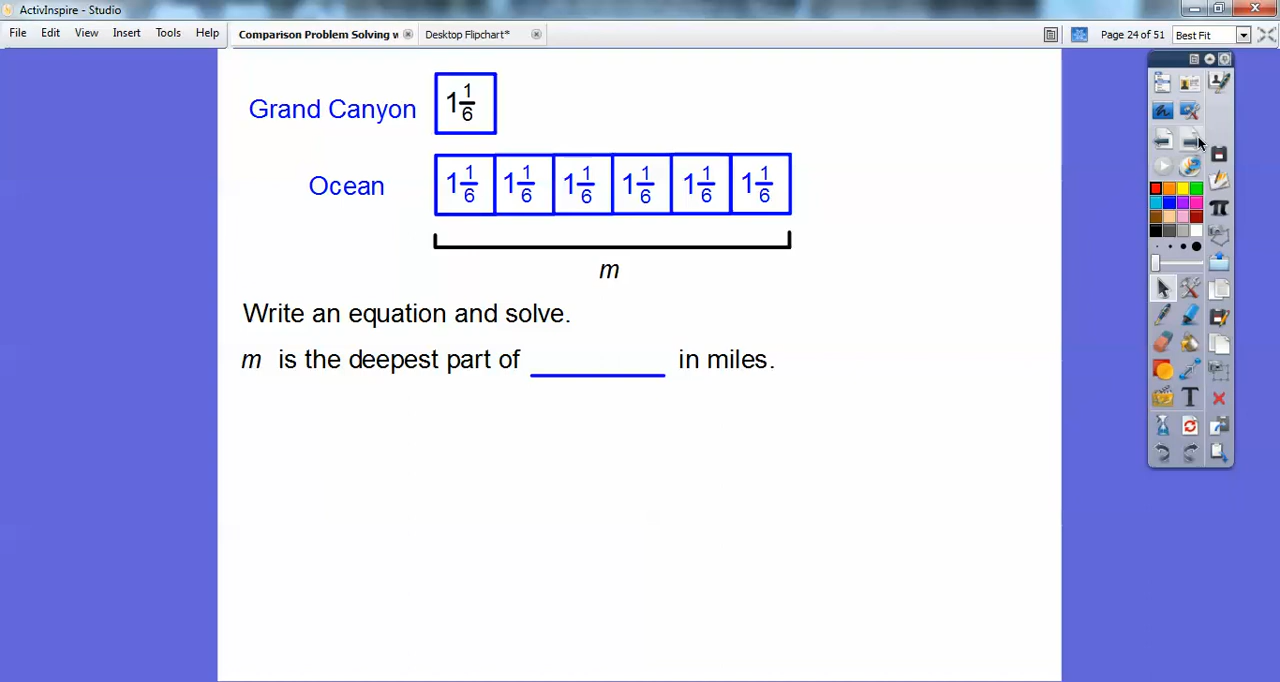 ActivInspire - Studio
File Edit View Insert Tools Help
Comparison Problem Solving w
Desktop Flipchart*
Page 24 of 51
Best Fit
Grand Canyon 1 1/6
Ocean 1 1/6 1 1/6 1 1/6 1 1/6 1 1/6 1 1/6
m
Write an equation and solve.
m is the deepest part of ________ in miles.